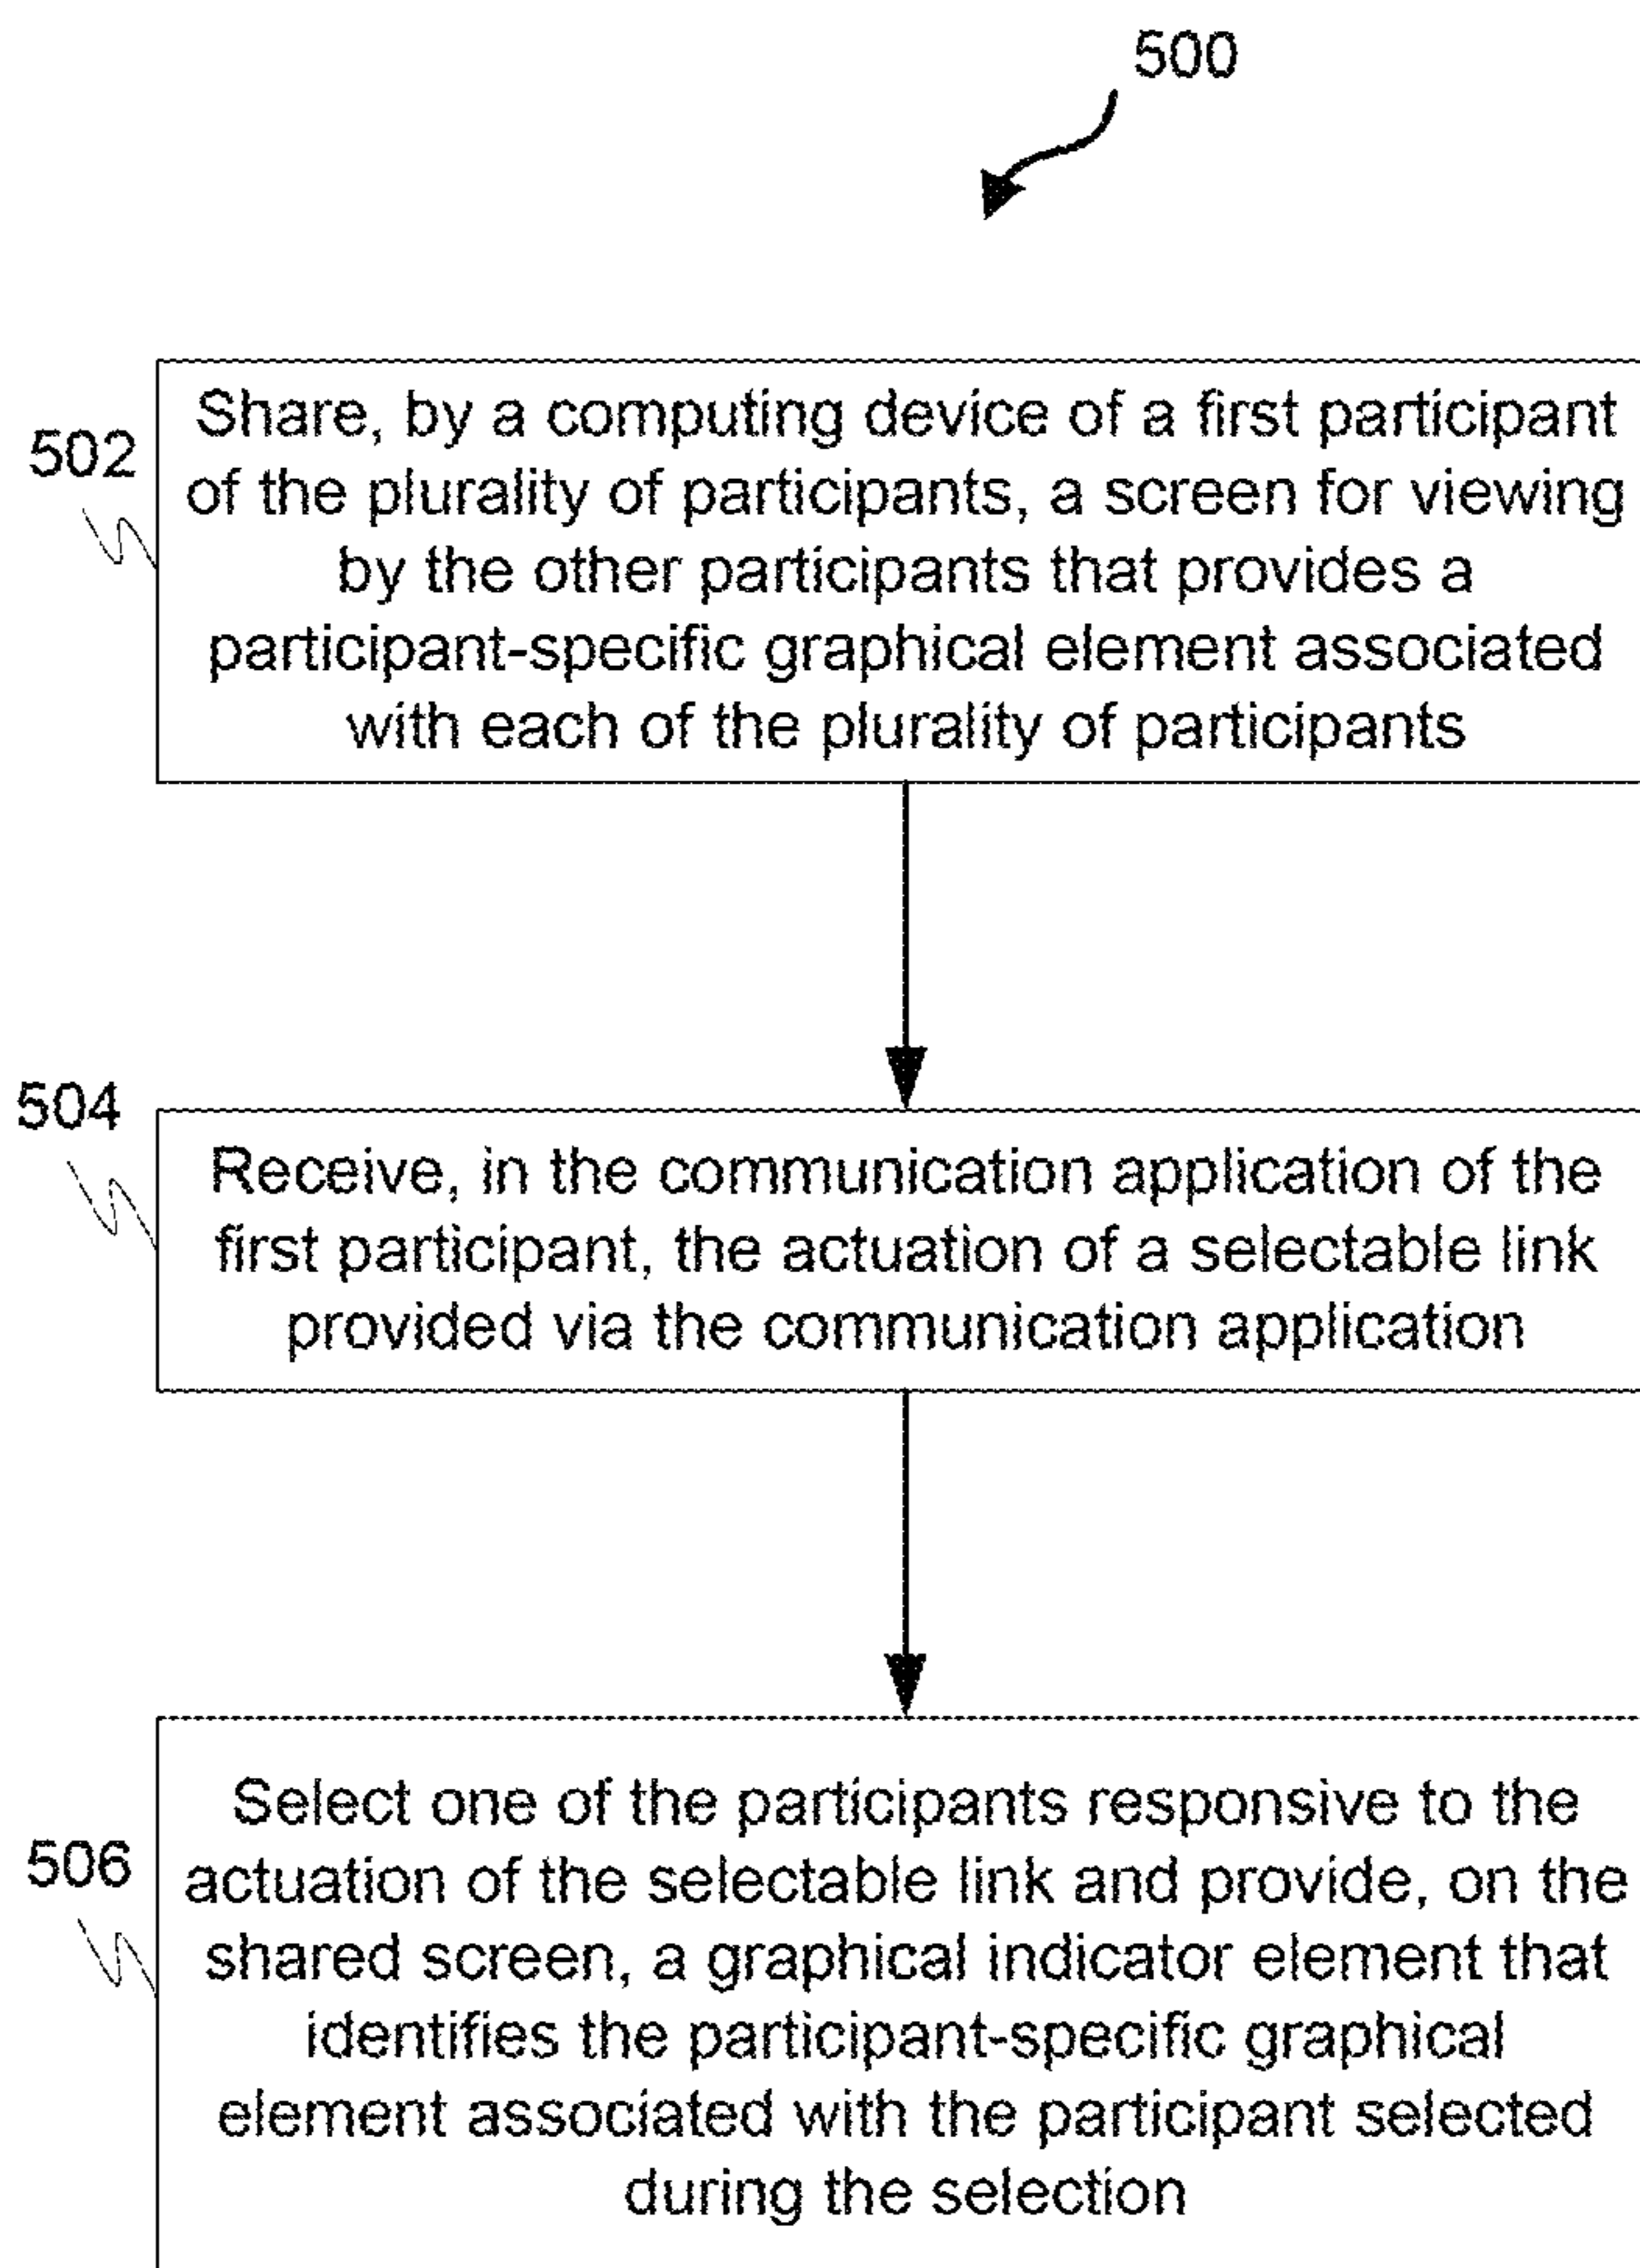 500
502
Share, by a computing device of a first participant
of the plurality of participants, a screen for viewing
by the other participants that provides a
participant-specific graphical element associated
with each of the plurality of participants
504
Receive, in the communication application of the
first participant, the actuation of a selectable link
provided via the communication application
506
Select one of the participants responsive to the
actuation of the selectable link and provide, on the
shared screen, a graphical indicator element that
identifies the participant-specific graphical
element associated with the participant selected
during the selection